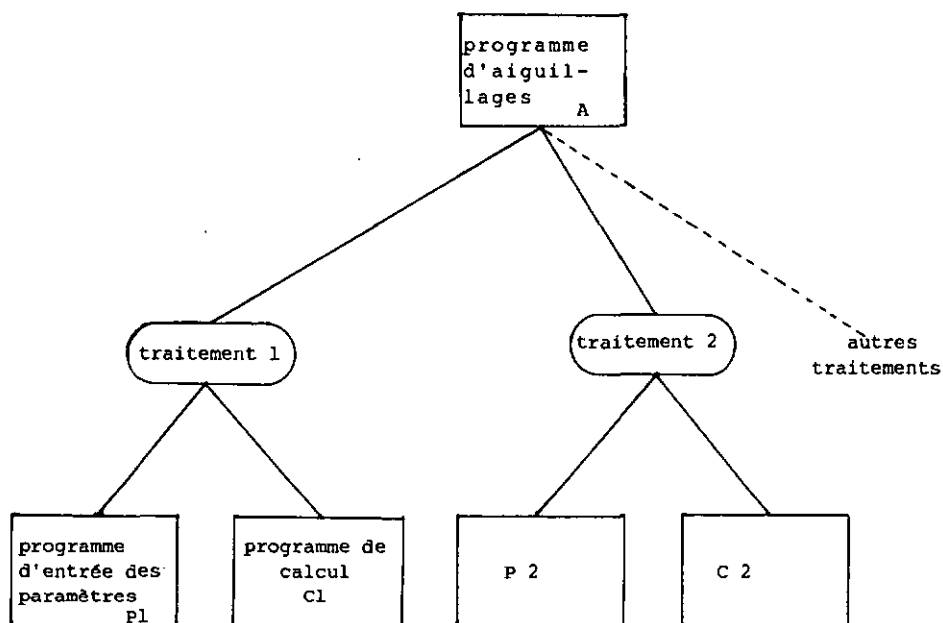 programme
d'aiguil-
lages
A
traitement 1
traitement 2
autres
traitements
programme
d'entrée des
paramètres
P1
programme de
calcul
C1
P 2
C 2